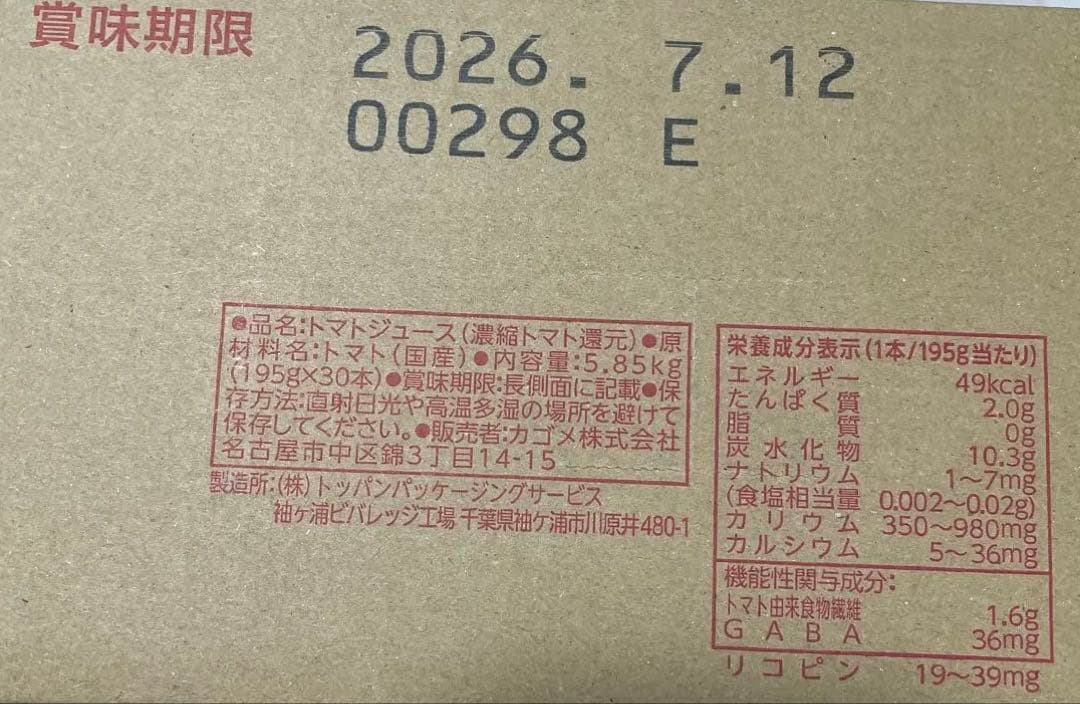 賞味期限
2026. 7.12
00298 E
●品名:トマトジュース(濃縮トマト還元)●原
材料名:トマト(国産)●内容量:5.85kg
(195g×30本)●賞味期限:長側面に記載●保
存方法:直射日光や高温多湿の場所を避けて
保存してください。●販売者:カゴメ株式会社
名古屋市中区錦3丁目14-15
製造所:(株)トッパンパッケージングサービス
袖ヶ浦ビバレッジ工場 千葉県袖ケ浦市川原井480-1
栄養成分表示(1本/195g当たり)
エネルギー 49kcal
たんぱく質 2.0g
脂質 0g
炭水化物 10.3g
ナトリウム 1〜7mg
(食塩相当量 0.002〜0.02g)
カリウム 350〜980mg
カルシウム 5〜36mg
機能性関与成分:
トマト由来食物繊維 1.6g
GABA 36mg
リコピン 19〜39mg